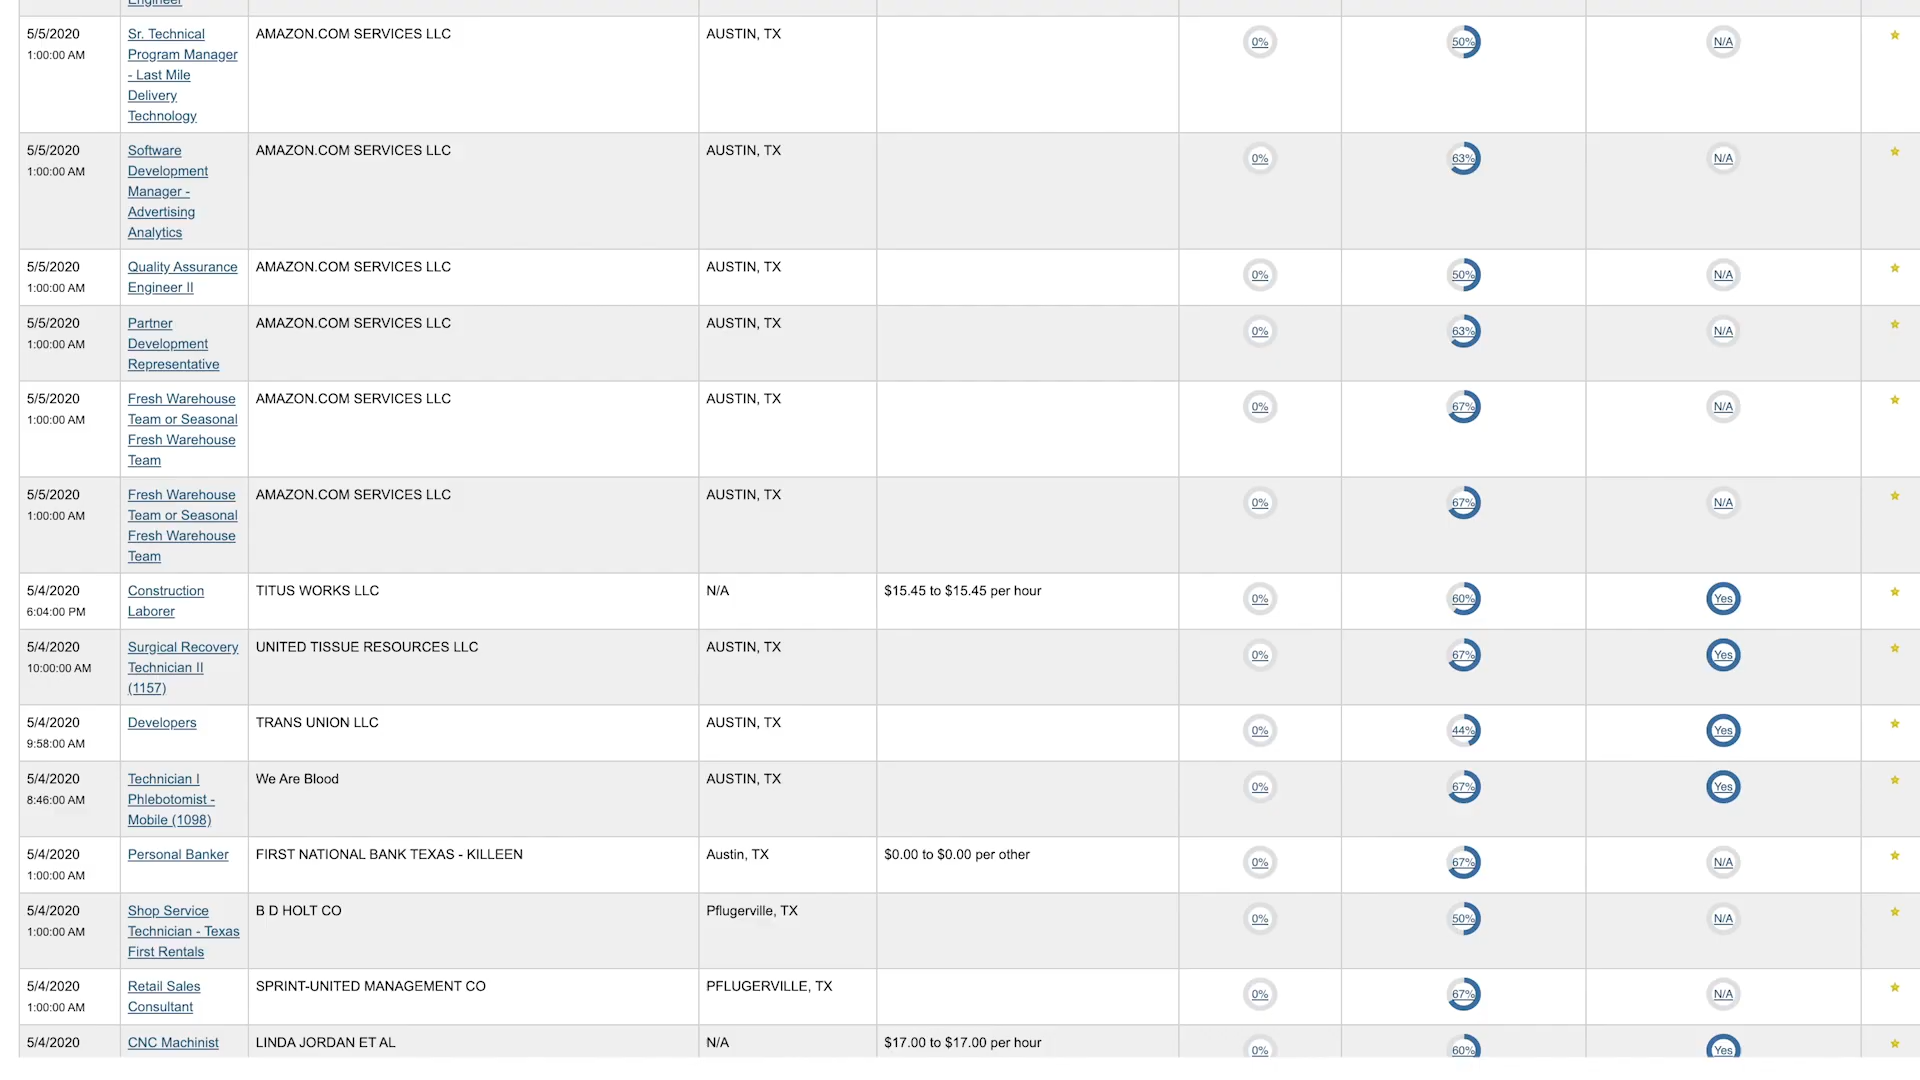 Engineer
5/5/2020
1:00:00 AM
Sr. Technical
Program Manager
- Last Mile
Delivery
Technology
AMAZON.COM SERVICES LLC
AUSTIN, TX
0%
50%
N/A
5/5/2020
1:00:00 AM
Software
Development
Manager -
Advertising
Analytics
AMAZON.COM SERVICES LLC
AUSTIN, TX
0%
63%
N/A
5/5/2020
1:00:00 AM
Quality Assurance
Engineer II
AMAZON.COM SERVICES LLC
AUSTIN, TX
0%
50%
N/A
5/5/2020
1:00:00 AM
Partner
Development
Representative
AMAZON.COM SERVICES LLC
AUSTIN, TX
0%
63%
N/A
5/5/2020
1:00:00 AM
Fresh Warehouse
Team or Seasonal
Fresh Warehouse
Team
AMAZON.COM SERVICES LLC
AUSTIN, TX
0%
67%
N/A
5/5/2020
1:00:00 AM
Fresh Warehouse
Team or Seasonal
Fresh Warehouse
Team
AMAZON.COM SERVICES LLC
AUSTIN, TX
0%
67%
N/A
5/4/2020
6:04:00 PM
Construction
Laborer
TITUS WORKS LLC
N/A
$15.45 to $15.45 per hour
0%
60%
Yes
5/4/2020
10:00:00 AM
Surgical Recovery
Technician II
(1157)
UNITED TISSUE RESOURCES LLC
AUSTIN, TX
0%
67%
Yes
5/4/2020
9:58:00 AM
Developers
TRANS UNION LLC
AUSTIN, TX
0%
44%
Yes
5/4/2020
8:46:00 AM
Technician I
Phlebotomist -
Mobile (1098)
We Are Blood
AUSTIN, TX
0%
67%
Yes
5/4/2020
1:00:00 AM
Personal Banker
FIRST NATIONAL BANK TEXAS - KILLEEN
Austin, TX
$0.00 to $0.00 per other
0%
67%
N/A
5/4/2020
1:00:00 AM
Shop Service
Technician - Texas
First Rentals
B D HOLT CO
Pflugerville, TX
0%
50%
N/A
5/4/2020
1:00:00 AM
Retail Sales
Consultant
SPRINT-UNITED MANAGEMENT CO
PFLUGERVILLE, TX
0%
67%
N/A
5/4/2020
CNC Machinist
LINDA JORDAN ET AL
N/A
$17.00 to $17.00 per hour
0%
60%
Yes